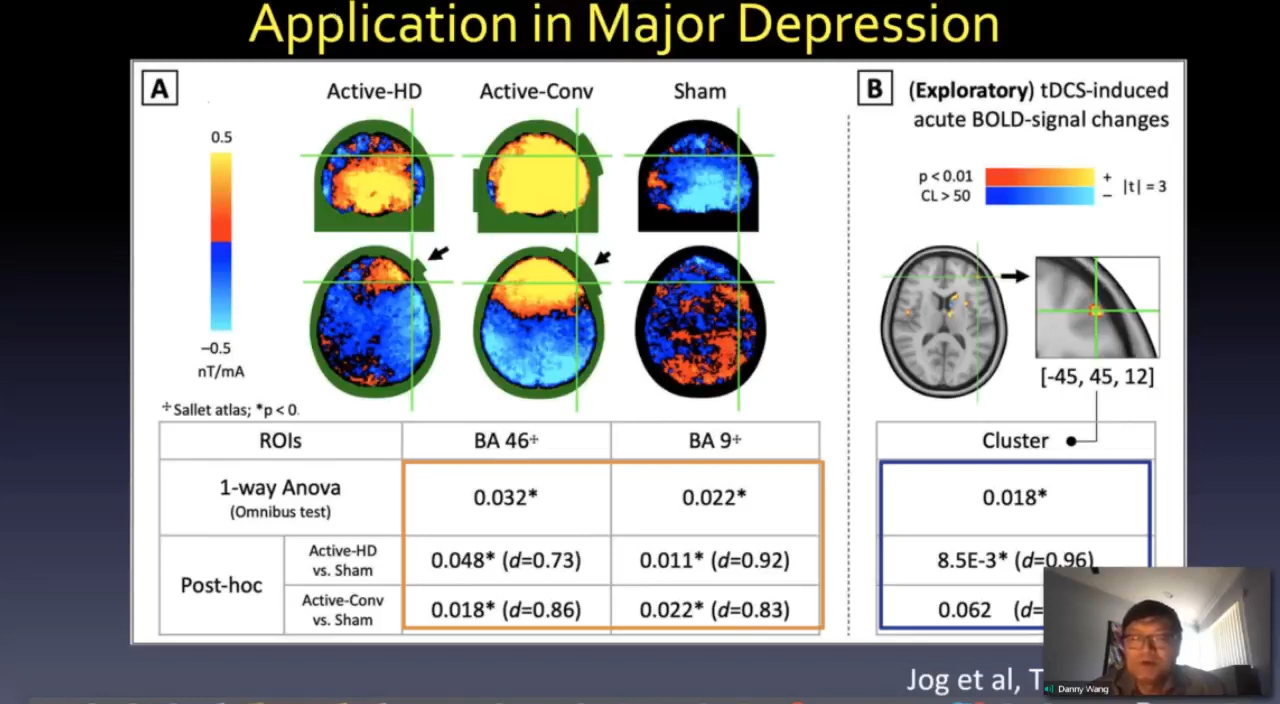 Application in Major Depression
A
Active-HD
Active-Conv
Sham
0.5
–0.5
nT/mA
÷ Sallet atlas; *p < 0.
ROIs
BA 46÷
BA 9÷
1-way Anova
(Omnibus test)
0.032*
0.022*
Post-hoc
Active-HD
vs. Sham
0.048* (d=0.73)
0.011* (d=0.92)
Active-Conv
vs. Sham
0.018* (d=0.86)
0.022* (d=0.83)
B
(Exploratory) tDCS-induced
acute BOLD-signal changes
p < 0.01
CL > 50
+
–
|t| = 3
[-45, 45, 12]
Cluster
0.018*
8.5E-3* (d=0.96)
0.062 (d=
Jog et al, T
Danny Wang